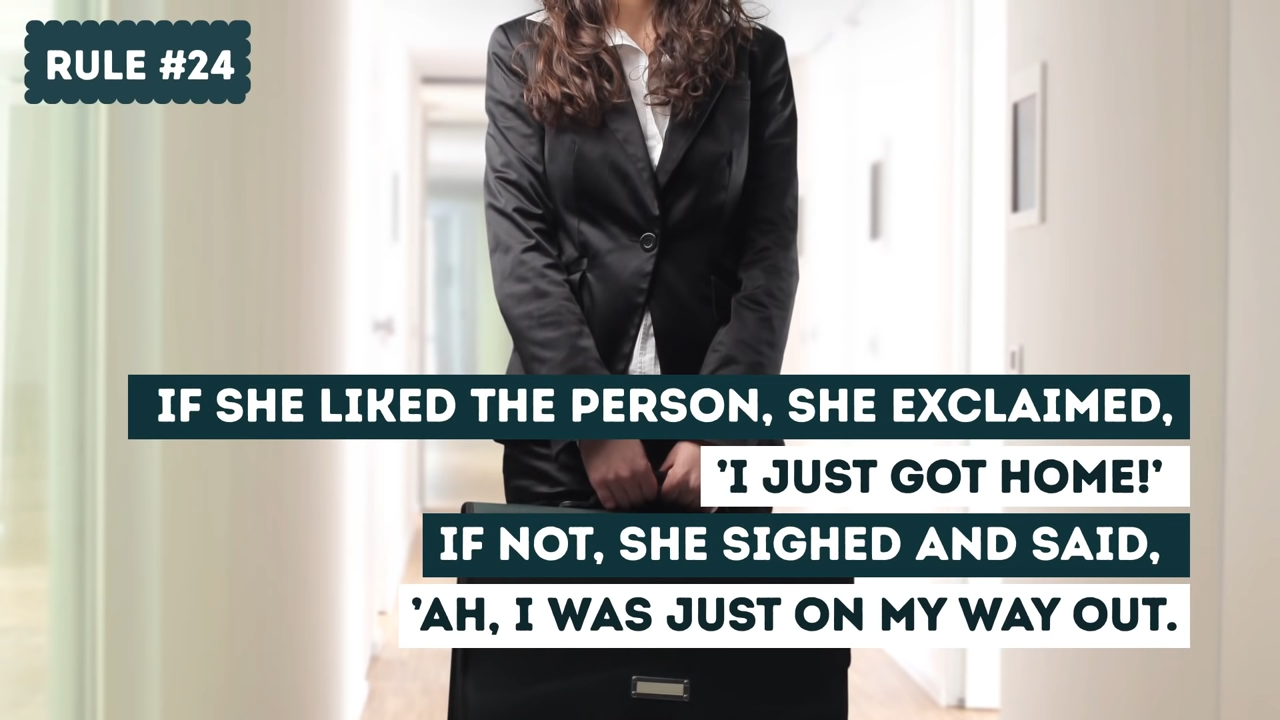 RULE #24
IF SHE LIKED THE PERSON, SHE EXCLAIMED,
’I JUST GOT HOME!’
IF NOT, SHE SIGHED AND SAID,
’AH, I WAS JUST ON MY WAY OUT.